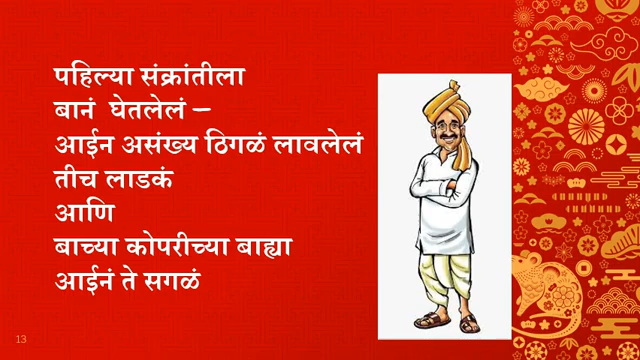 पहिल्या संक्रांतीला
बानं घेतलेलं –
आईन असंख्य ठिगळं लावलेलं
तीच लाडकं
आणि
बाच्या कोपरीच्या बाह्या
आईनं ते सगळं
13